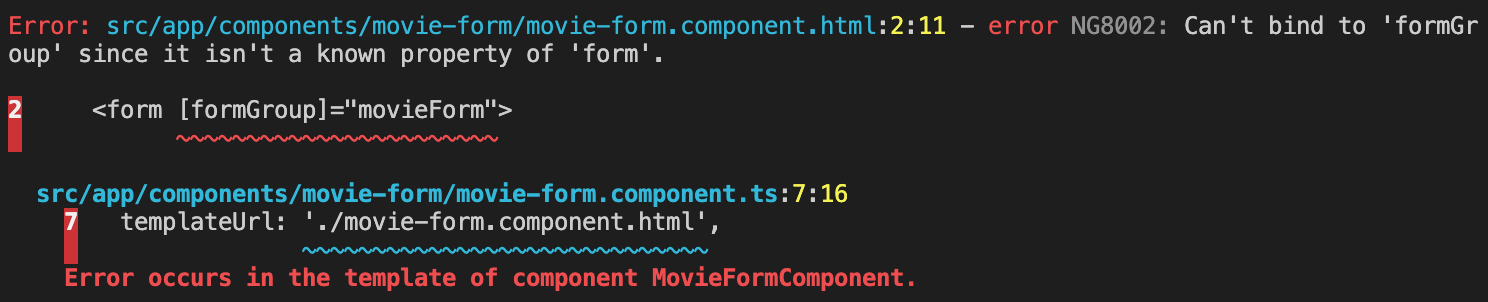 Error: src/app/components/movie-form/movie-form.component.html:2:11 - error NG8002: Can't bind to 'formGr
oup' since it isn't a known property of 'form'.
2     <form [formGroup]="movieForm">
~~~~~~~~~~~~~~~~~~~~~~~
src/app/components/movie-form/movie-form.component.ts:7:16
7   templateUrl: './movie-form.component.html',
~~~~~~~~~~~~~~~~~~~~~~~~~~~~~
Error occurs in the template of component MovieFormComponent.